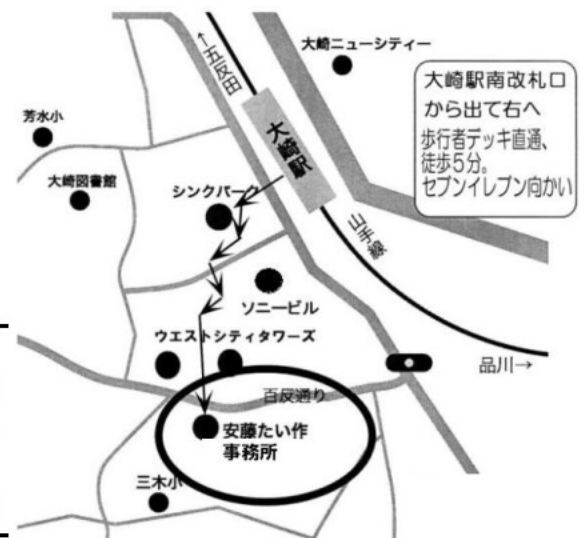 大崎ニューシティー
←五反田
大崎駅南改札口
から出て右へ
歩行者デッキ直通、
徒歩5分。
セブンイレブン向かい
芳水小
大崎駅
大崎図書館
シンクパーク
山手線
ソニービル
ウエストシティタワーズ
品川→
百反通り
安藤たい作
事務所
三木小